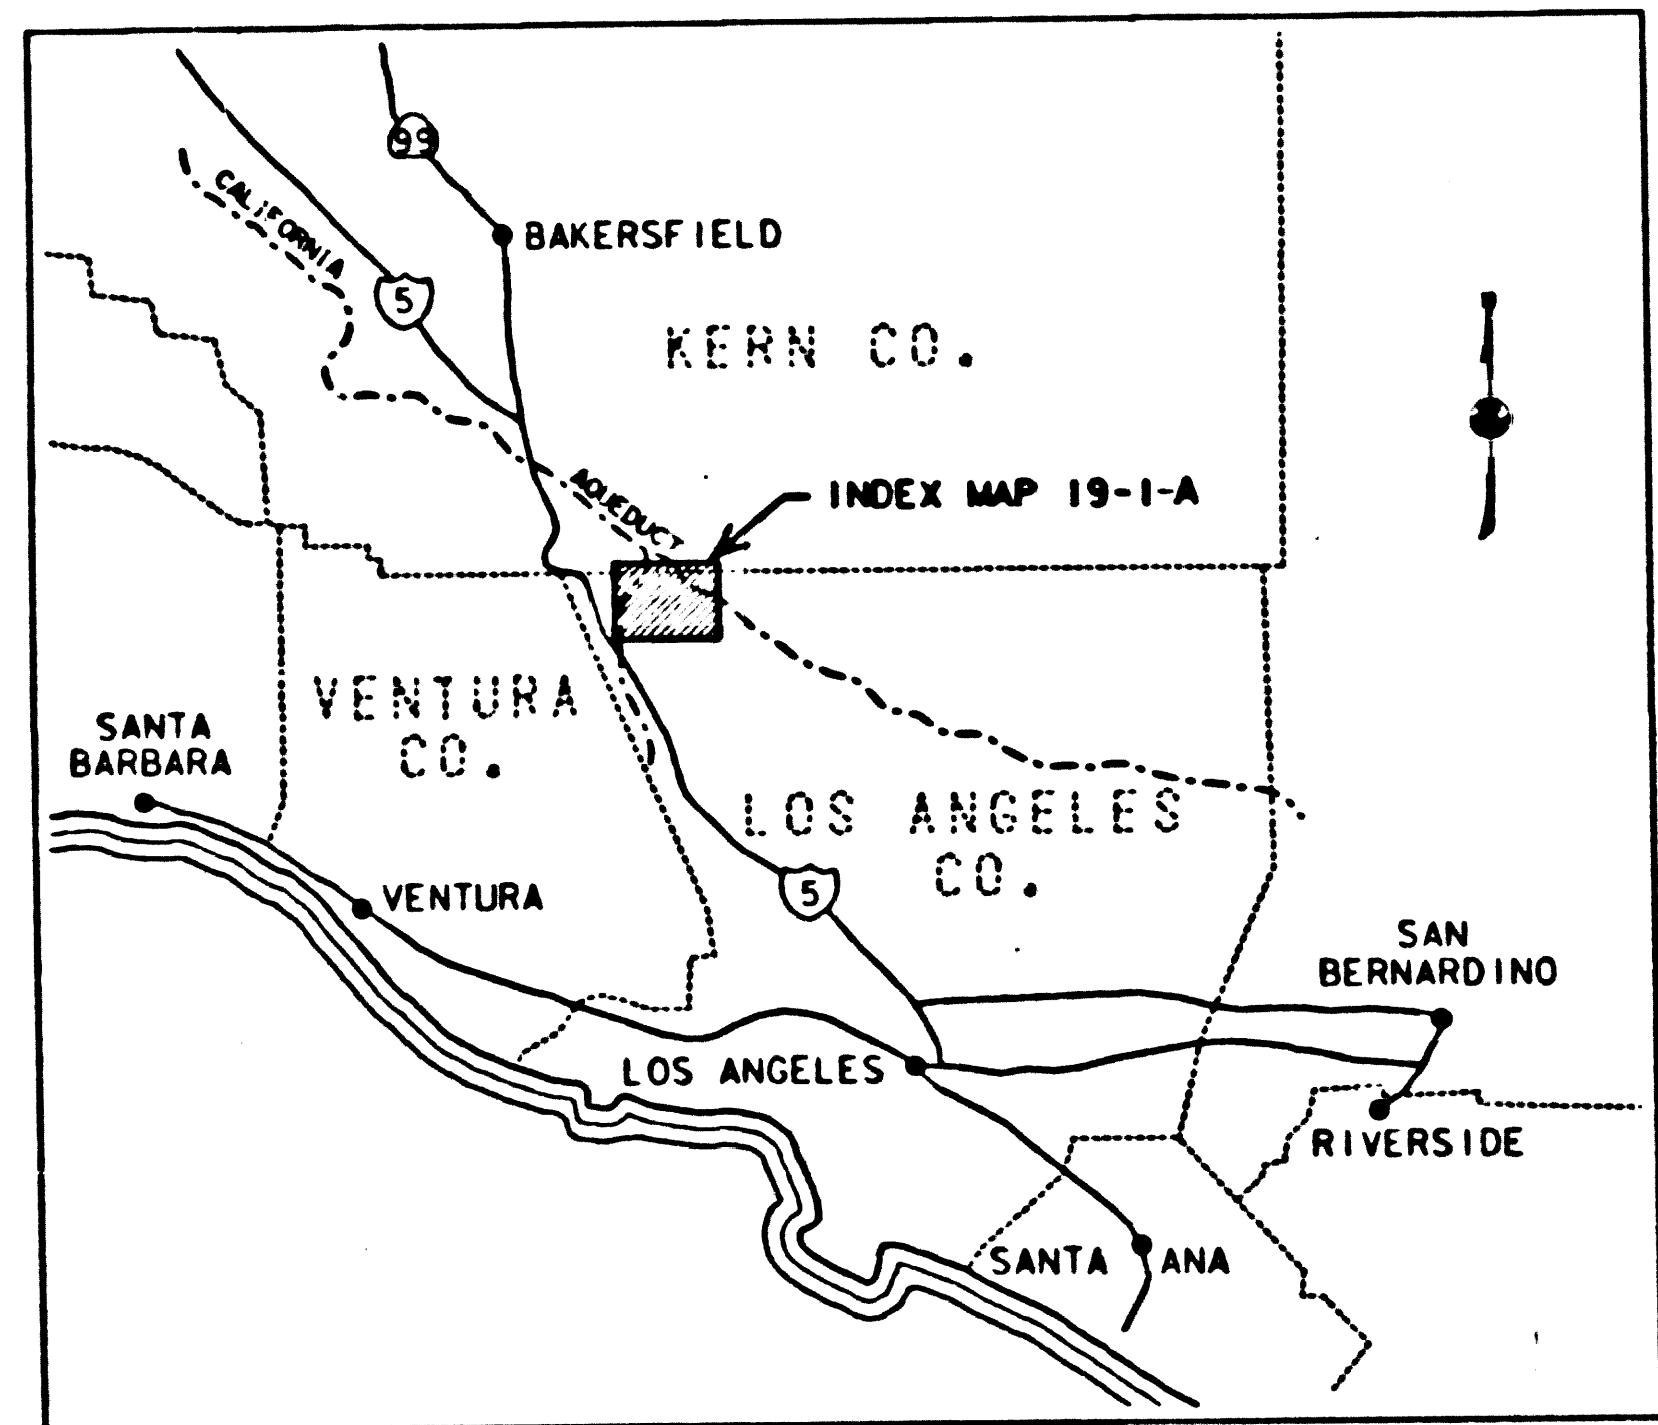 99
CALIFORNIA
BAKERSFIELD
5
KERN CO.
AQUEDUCT
INDEX MAP 19-1-A
VENTURA
CO.
SANTA
BARBARA
LOS ANGELES
CO.
5
VENTURA
SAN
BERNARDINO
LOS ANGELES
RIVERSIDE
SANTA ANA